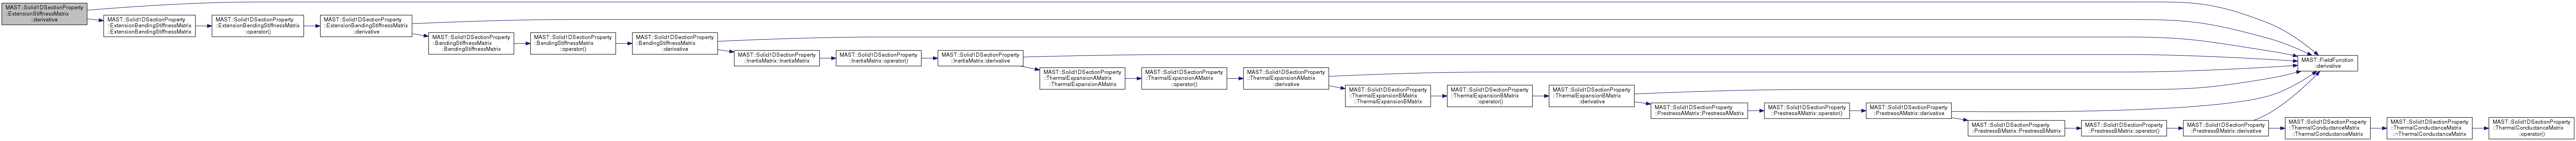 MAST::Solid1DSectionProperty
::ExtensionStiffnessMatrix
::derivative
MAST::Solid1DSectionProperty
::ExtensionBendingStiffnessMatrix
::ExtensionBendingStiffnessMatrix
MAST::Solid1DSectionProperty
::ExtensionBendingStiffnessMatrix
::operator()
MAST::Solid1DSectionProperty
::ExtensionBendingStiffnessMatrix
::derivative
MAST::Solid1DSectionProperty
::BendingStiffnessMatrix
::BendingStiffnessMatrix
MAST::Solid1DSectionProperty
::BendingStiffnessMatrix
::operator()
MAST::Solid1DSectionProperty
::BendingStiffnessMatrix
::derivative
MAST::Solid1DSectionProperty
::InertiaMatrix::InertiaMatrix
MAST::Solid1DSectionProperty
::InertiaMatrix::operator()
MAST::Solid1DSectionProperty
::InertiaMatrix::derivative
MAST::Solid1DSectionProperty
::ThermalExpansionAMatrix
::ThermalExpansionAMatrix
MAST::Solid1DSectionProperty
::ThermalExpansionAMatrix
::operator()
MAST::Solid1DSectionProperty
::ThermalExpansionAMatrix
::derivative
MAST::Solid1DSectionProperty
::ThermalExpansionBMatrix
::ThermalExpansionBMatrix
MAST::Solid1DSectionProperty
::ThermalExpansionBMatrix
::operator()
MAST::Solid1DSectionProperty
::ThermalExpansionBMatrix
::derivative
MAST::Solid1DSectionProperty
::PrestressAMatrix::PrestressAMatrix
MAST::Solid1DSectionProperty
::PrestressAMatrix::operator()
MAST::Solid1DSectionProperty
::PrestressAMatrix::derivative
MAST::Solid1DSectionProperty
::PrestressBMatrix::PrestressBMatrix
MAST::Solid1DSectionProperty
::PrestressBMatrix::operator()
MAST::Solid1DSectionProperty
::PrestressBMatrix::derivative
MAST::FieldFunction
::derivative
MAST::Solid1DSectionProperty
::ThermalConductanceMatrix
::ThermalConductanceMatrix
MAST::Solid1DSectionProperty
::ThermalConductanceMatrix
::~ThermalConductanceMatrix
MAST::Solid1DSectionProperty
::ThermalConductanceMatrix
::operator()